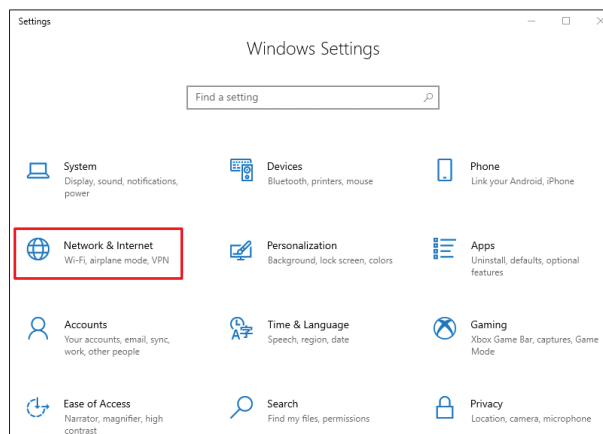 Settings
Windows Settings
Find a setting
System
Display, sound, notifications,
power
Devices
Bluetooth, printers, mouse
Phone
Link your Android, iPhone
Network & Internet
Wi-Fi, airplane mode, VPN
Personalization
Background, lock screen, colors
Apps
Uninstall, defaults, optional
features
Accounts
Your accounts, email, sync,
work, other people
Time & Language
Speech, region, date
Gaming
Xbox Game Bar, captures, Game
Mode
Ease of Access
Narrator, magnifier, high
contrast
Search
Find my files, permissions
Privacy
Location, camera, microphone